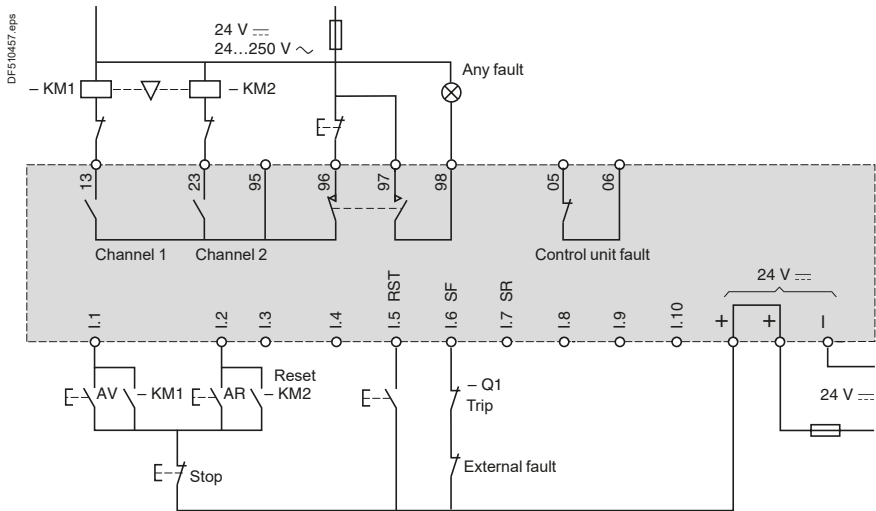 DF510457.eps
24 V ⎓
24…250 V ∼
Any fault
– KM1
– KM2
13
23
95
96
97
98
05
06
Channel 1
Channel 2
Control unit fault
24 V ⎓
I.1
I.2
I.3
I.4
I.5 RST
I.6 SF
I.7 SR
I.8
I.9
I.10
+
+
I
Reset
AV
– KM1
AR
– KM2
– Q1
Trip
24 V ⎓
Stop
External fault